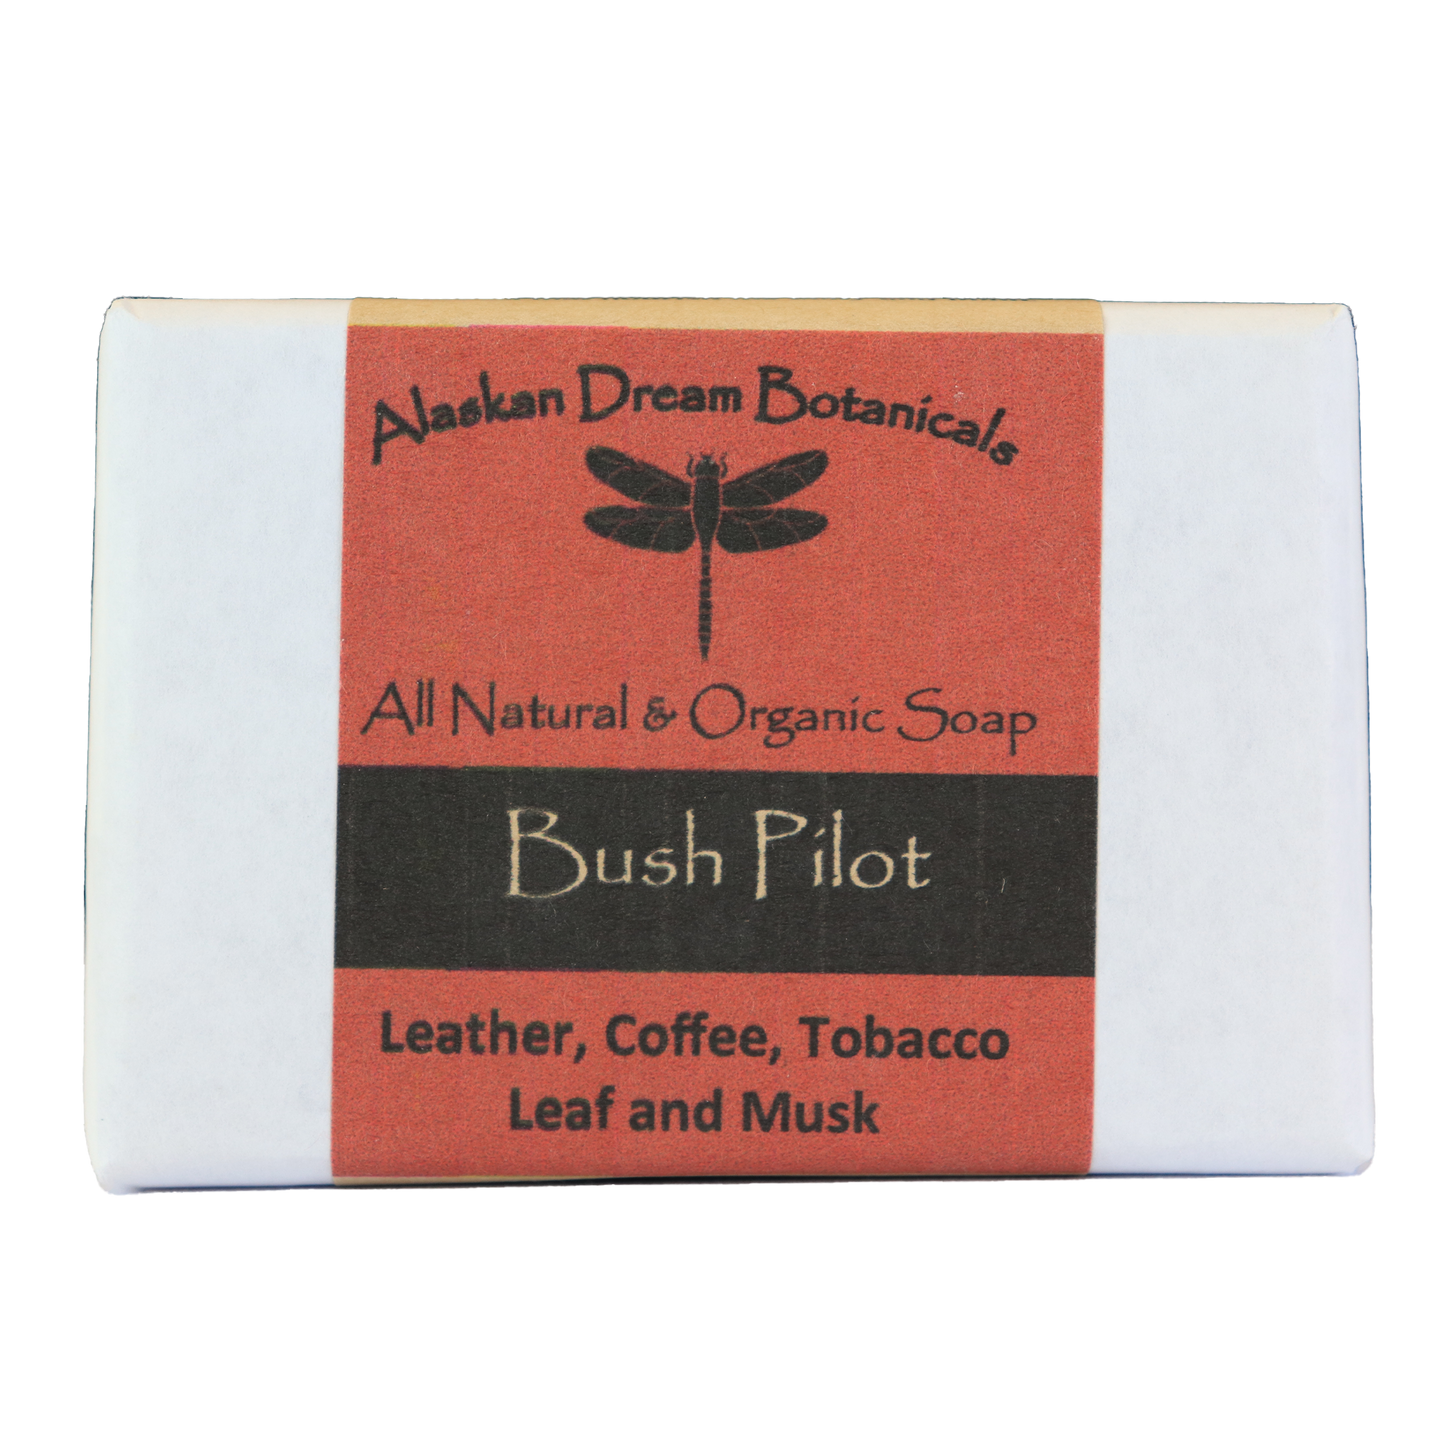 Alaskan Dream Botanicals
All Natural & Organic Soap
Bush Pilot
Leather, Coffee, Tobacco
Leaf and Musk